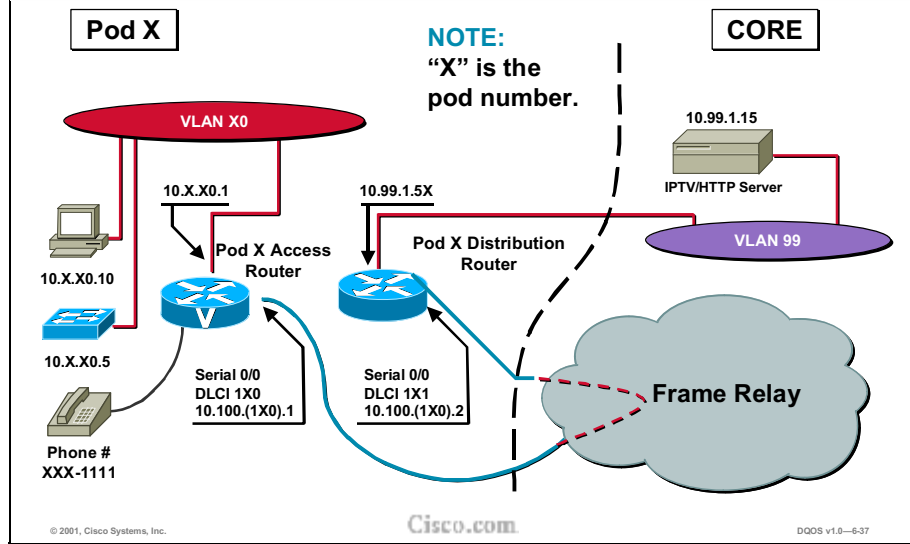 Pod X
NOTE:
“X” is the
pod number.
CORE
VLAN X0
10.99.1.15
IPTV/HTTP Server
10.X.X0.1
10.99.1.5X
VLAN 99
Pod X Access
Router
Pod X Distribution
Router
10.X.X0.10
V
10.X.X0.5
Serial 0/0
DLCI 1X0
10.100.(1X0).1
Serial 0/0
DLCI 1X1
10.100.(1X0).2
Frame Relay
Phone #
XXX-1111
© 2001, Cisco Systems, Inc.
Cisco.com
DQOS v1.0—6-37